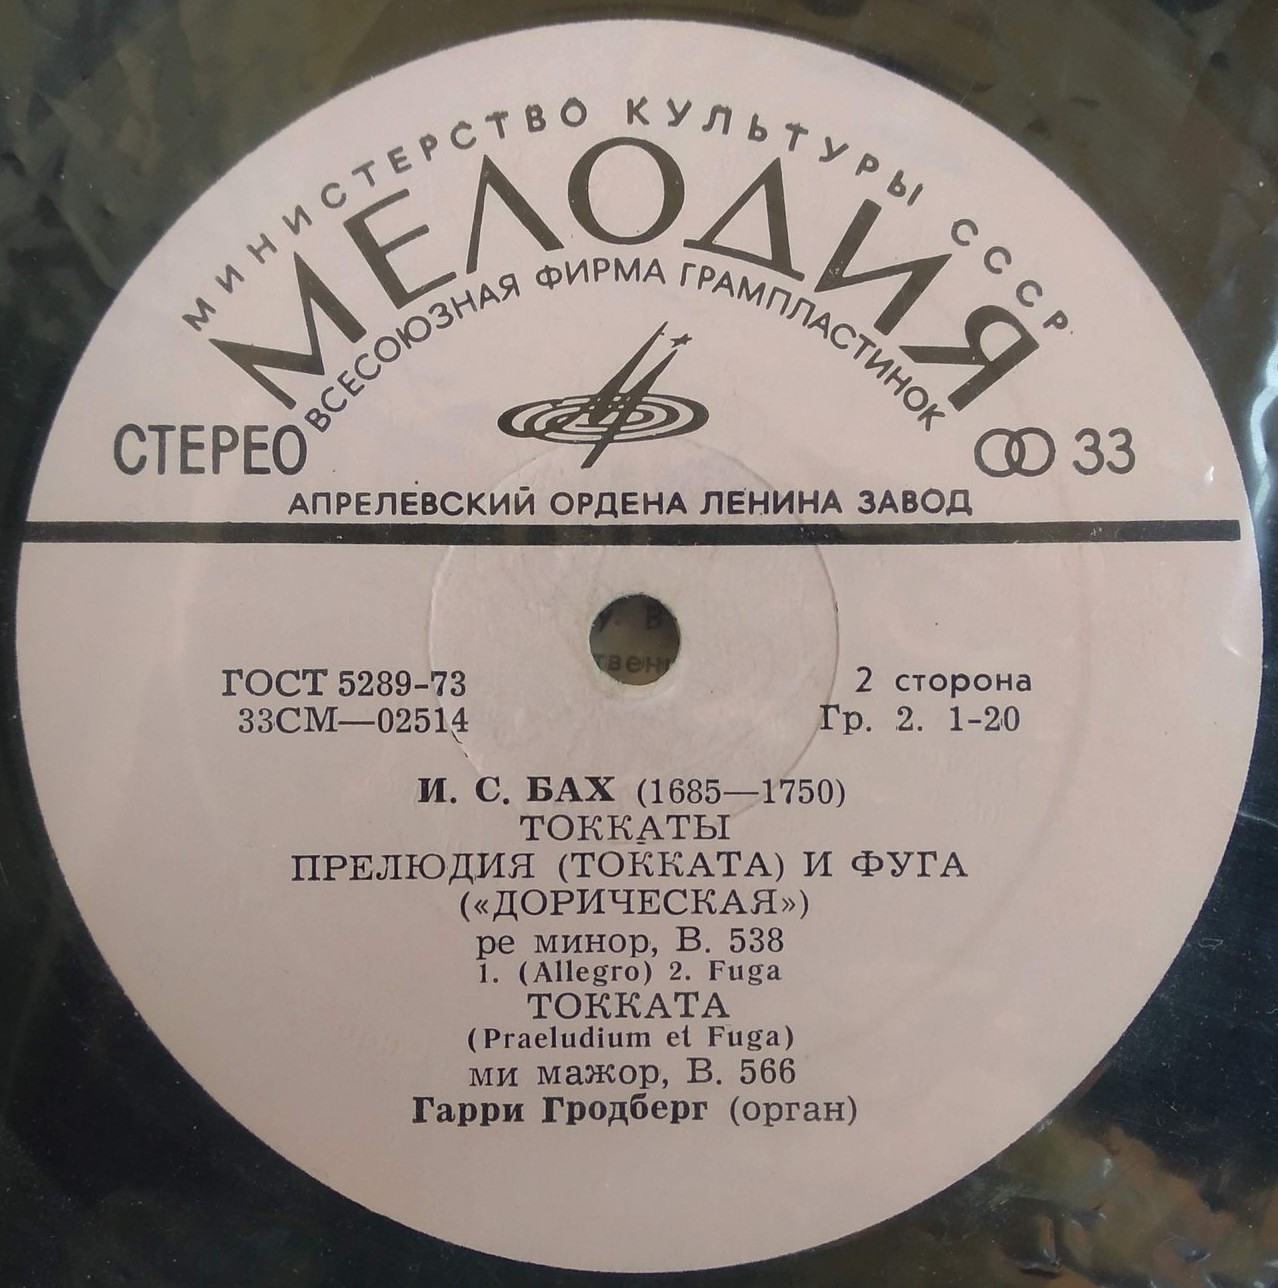 МИНИСТЕРСТВО КУЛЬТУРЫ СССР
МЕЛОДИЯ
ВСЕСОЮЗНАЯ ФИРМА ГРАМПЛАСТИНОК
СТЕРЕО
33
АПРЕЛЕВСКИЙ ОРДЕНА ЛЕНИНА ЗАВОД
ГОСТ 5289-73
2 сторона
33СМ—02514
Гр. 2. 1-20
И. С. БАХ (1685—1750)
ТОККАТЫ
ПРЕЛЮДИЯ (ТОККАТА) И ФУГА
(«ДОРИЧЕСКАЯ»)
ре минор, В. 538
1. (Allegro) 2. Fuga
ТОККАТА
(Praeludium et Fuga)
ми мажор, В. 566
Гарри Гродберг (орган)